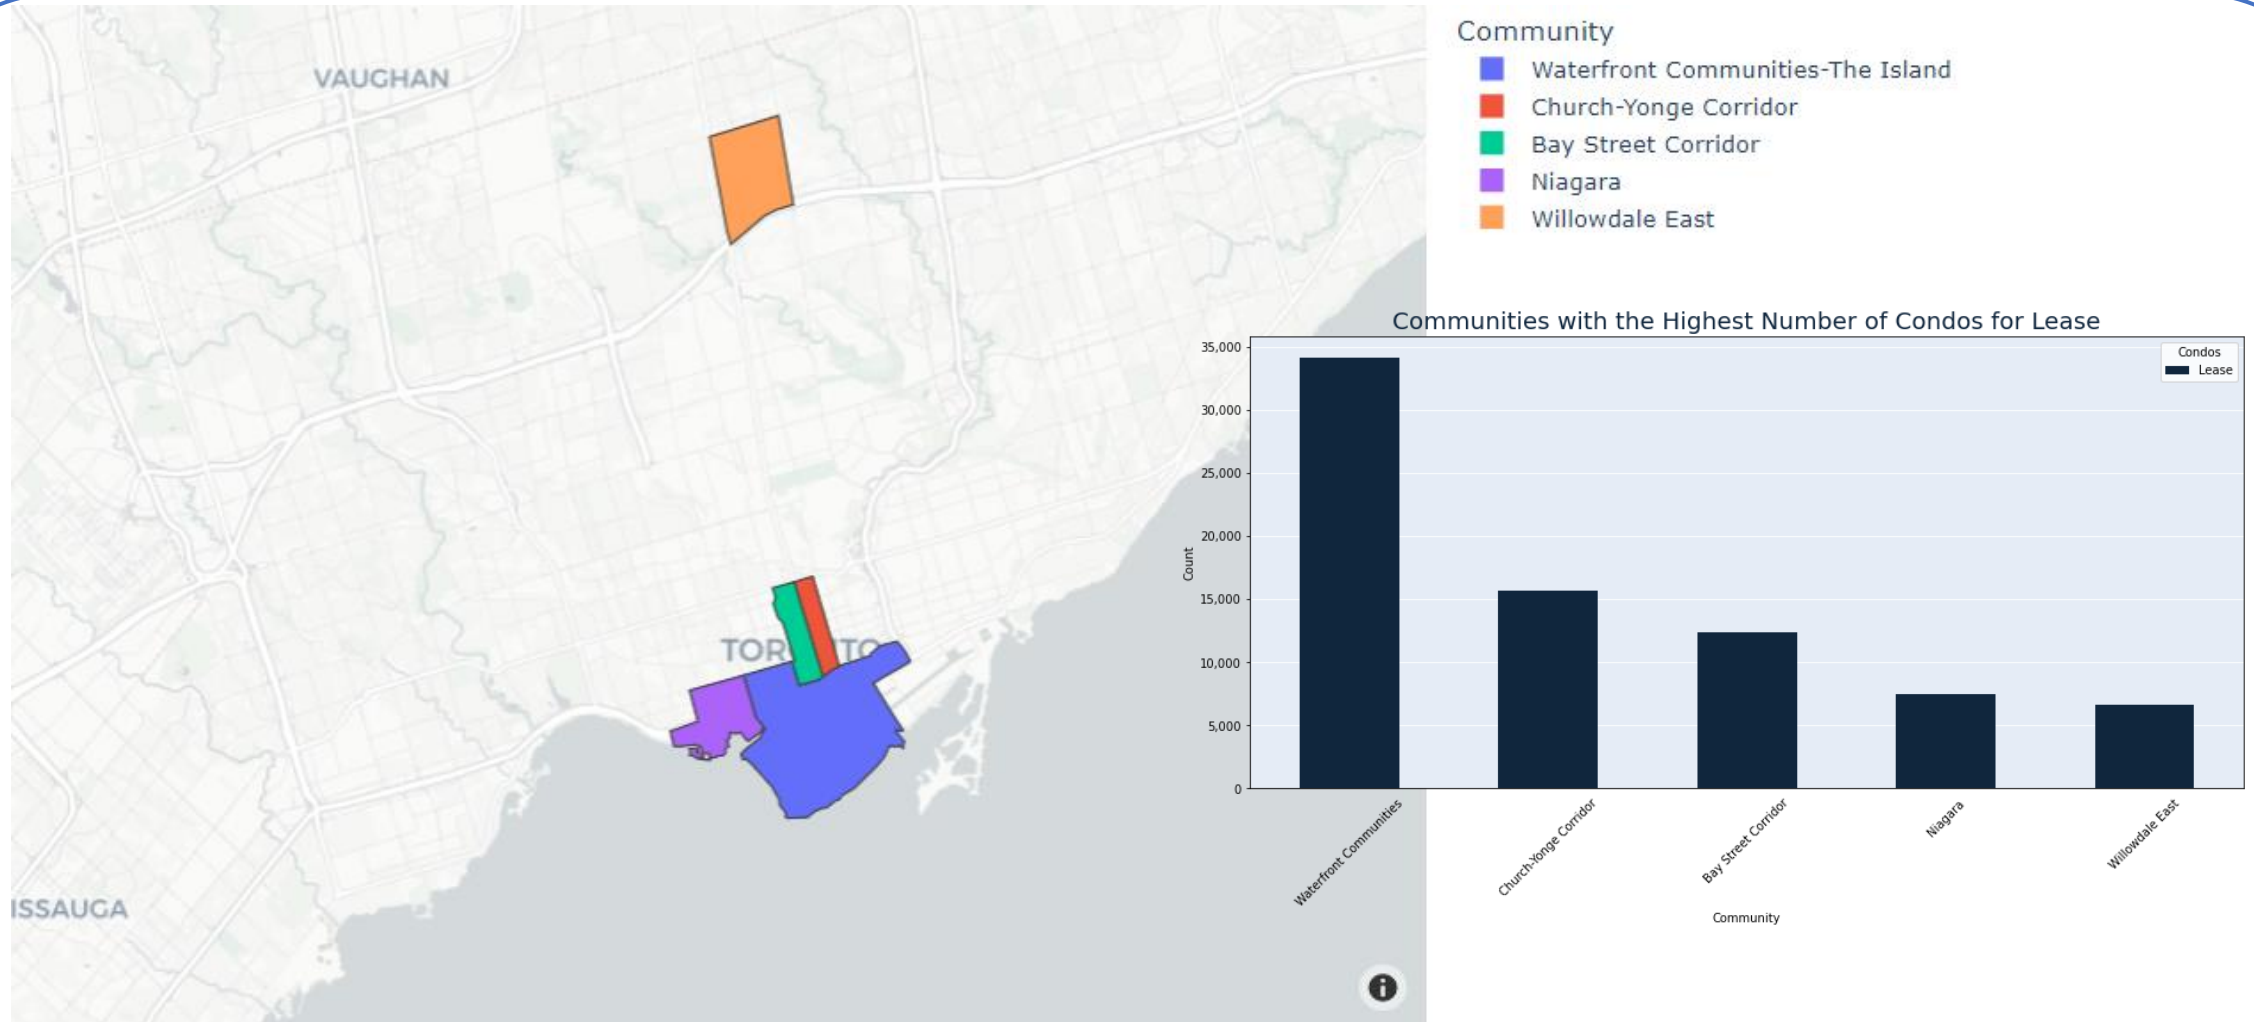 VAUGHAN
TORONTO
ISSAUGA
Community
Waterfront Communities-The Island
Church-Yonge Corridor
Bay Street Corridor
Niagara
Willowdale East
Communities with the Highest Number of Condos for Lease
Condos
Lease
35,000
30,000
25,000
20,000
15,000
10,000
5,000
0
Count
Waterfront Communities
Church-Yonge Corridor
Bay Street Corridor
Niagara
Willowdale East
Community
i